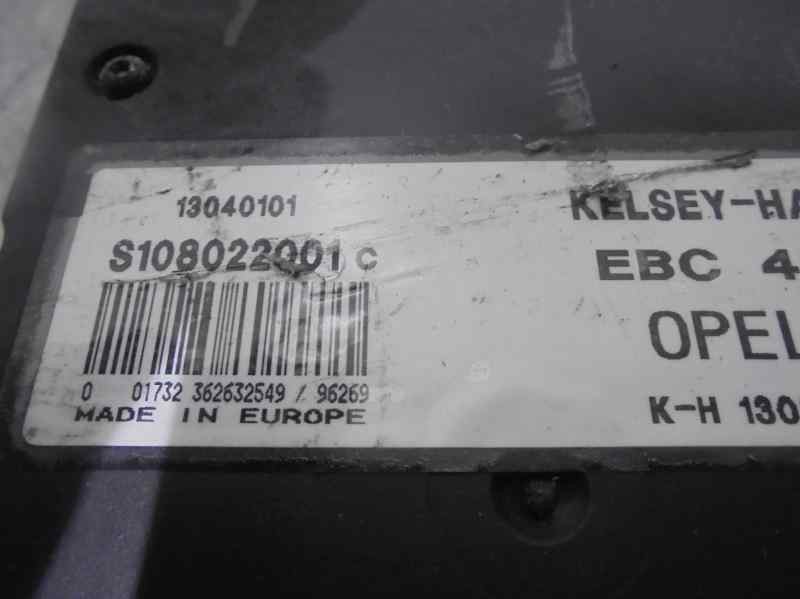 13040101
S108022001 C
0 01732 362632549 / 96269
MADE IN EUROPE
KELSEY-HA
EBC 4
OPEL
K-H 130